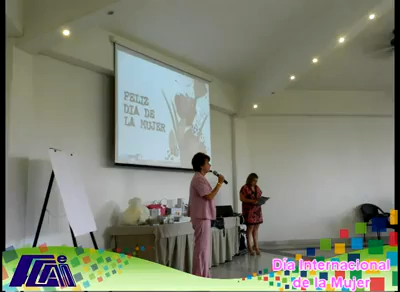 FELIZ
DIA DE
LA MUJER
Día Internacional
de la Mujer